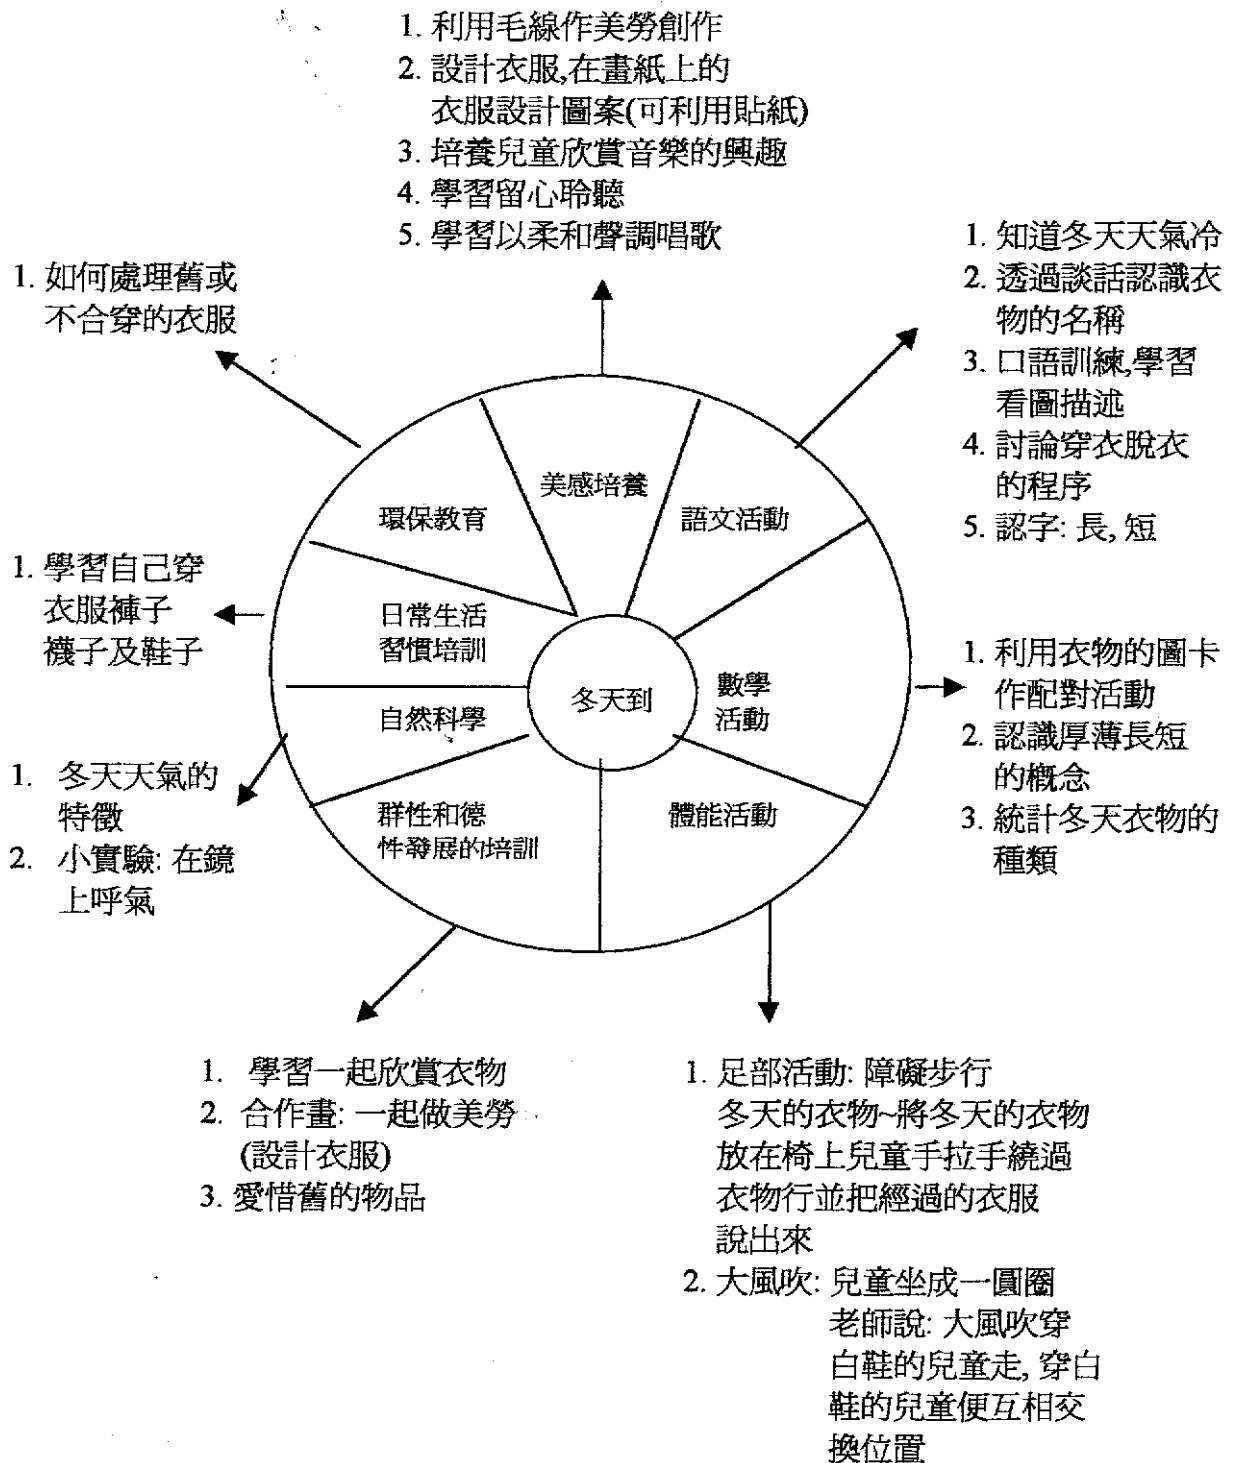 1. 利用毛線作美勞創作
2. 設計衣服,在畫紙上的
衣服設計圖案(可利用貼紙)
3. 培養兒童欣賞音樂的興趣
4. 學習留心聆聽
5. 學習以柔和聲調唱歌
1. 知道冬天天氣冷
2. 透過談話認識衣
物的名稱
3. 口語訓練,學習
看圖描述
4. 討論穿衣脫衣
的程序
5. 認字: 長, 短
1. 如何處理舊或
不合穿的衣服
美感培養
環保教育
語文活動
1. 學習自己穿
衣服褲子
襪子及鞋子
日常生活
習慣培訓
冬天到
數學
活動
1. 利用衣物的圖卡
作配對活動
2. 認識厚薄長短
的概念
3. 統計冬天衣物的
種類
自然科學
1. 冬天天氣的
特徵
2. 小實驗: 在鏡
上呼氣
群性和德
性發展的培訓
體能活動
1. 學習一起欣賞衣物
2. 合作畫: 一起做美勞
(設計衣服)
3. 愛惜舊的物品
1. 足部活動: 障礙步行
冬天的衣物~將冬天的衣物
放在椅上兒童手拉手繞過
衣物行並把經過的衣服
說出來
2. 大風吹: 兒童坐成一圓圈
老師說: 大風吹穿
白鞋的兒童走, 穿白
鞋的兒童便互相交
換位置